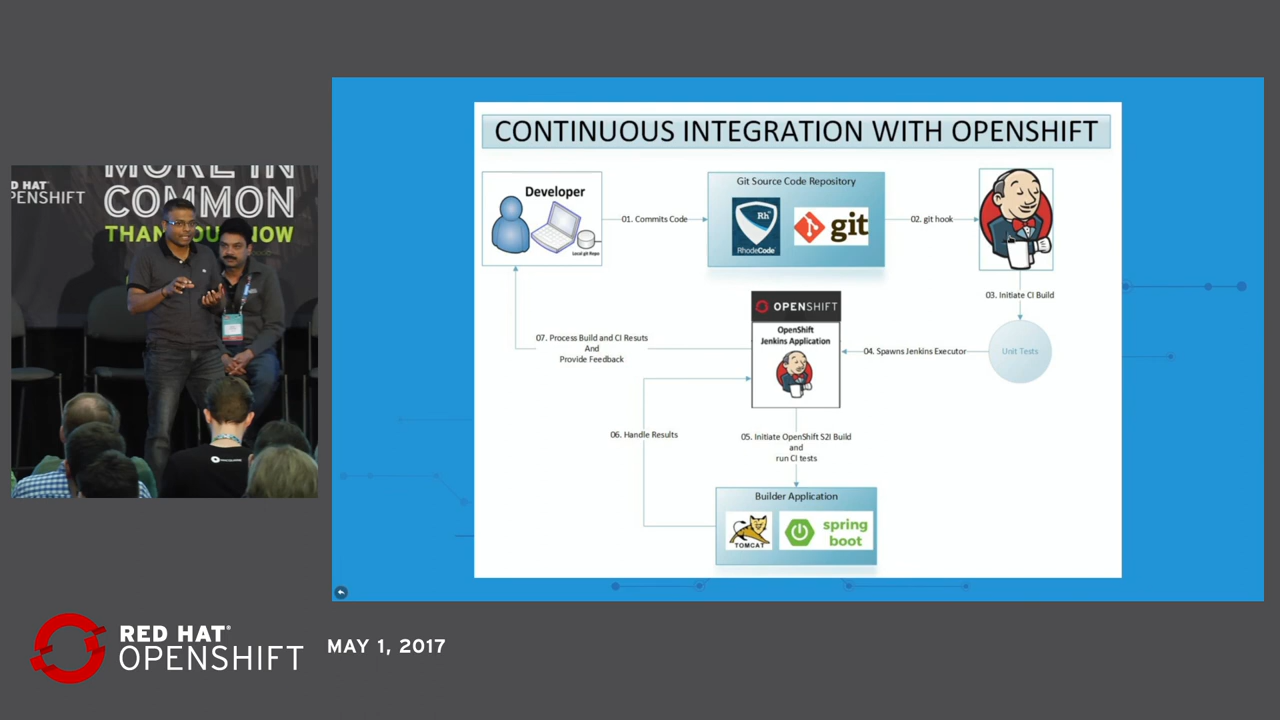 MORE IN
COMMON
THAN YOU KNOW
RED HAT
OPENSHIFT
CONTINUOUS INTEGRATION WITH OPENSHIFT
Developer
Local git Repo
01. Commits Code
Git Source Code Repository
Rh
RhodeCode
git
02. git hook
03. Initiate CI Build
Unit Tests
04. Spawns Jenkins Executor
OPENSHIFT
OpenShift
Jenkins Application
05. Initiate OpenShift S2I Build
and
run CI tests
Builder Application
TOMCAT
spring
boot
06. Handle Results
07. Process Build and CI Resuts
And
Provide Feedback
RED HAT®
OPENSHIFT
MAY 1, 2017